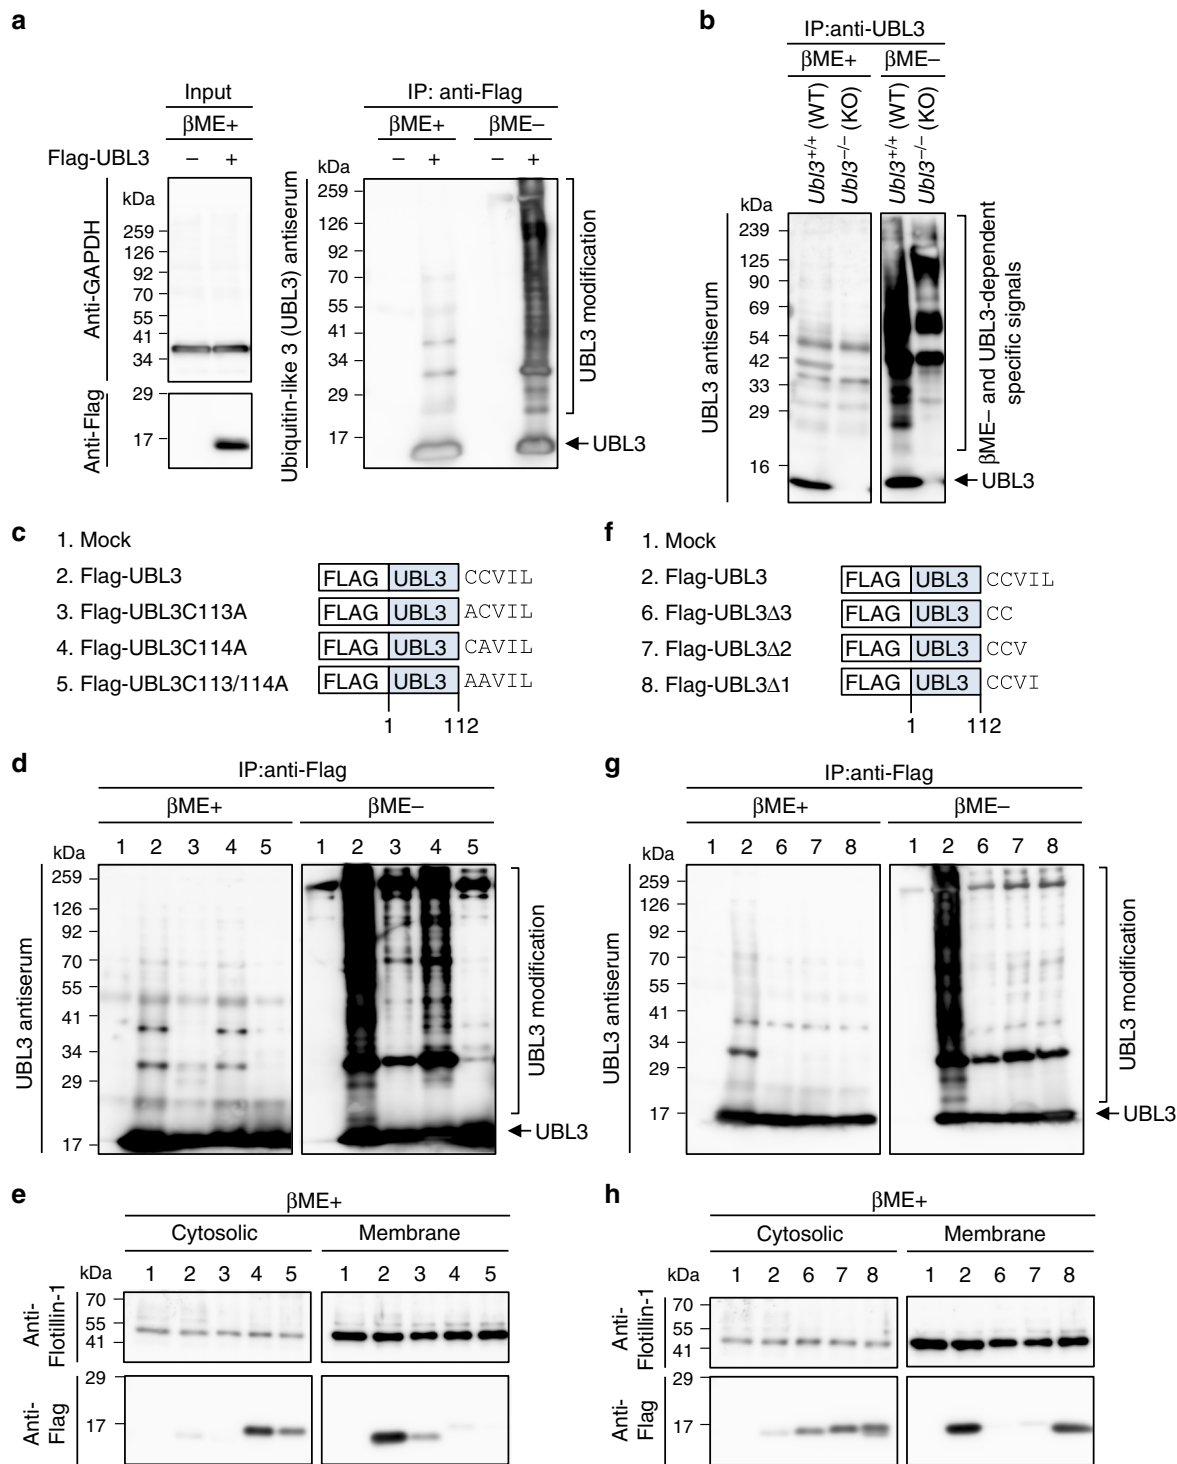 a
Input
βME+
Flag-UBL3
– +
Anti-GAPDH
kDa
259
126
92
70
55
41
34
Anti-Flag
29
17
IP: anti-Flag
βME+ βME–
kDa
– + – +
Ubiquitin-like 3 (UBL3) antiserum
259
126
92
70
55
41
34
29
17
UBL3 modification
UBL3
b
IP:anti-UBL3
βME+ βME–
Ubl3+/+ (WT)
Ubl3–/– (KO)
Ubl3+/+ (WT)
Ubl3–/– (KO)
kDa
UBL3 antiserum
239
125
90
69
54
42
33
29
16
βME– and UBL3-dependent
specific signals
UBL3
c
1. Mock
2. Flag-UBL3 FLAG UBL3 CCVIL
3. Flag-UBL3C113A FLAG UBL3 ACVIL
4. Flag-UBL3C114A FLAG UBL3 CAVIL
5. Flag-UBL3C113/114A FLAG UBL3 AAVIL
1 112
f
1. Mock
2. Flag-UBL3 FLAG UBL3 CCVIL
6. Flag-UBL3Δ3 FLAG UBL3 CC
7. Flag-UBL3Δ2 FLAG UBL3 CCV
8. Flag-UBL3Δ1 FLAG UBL3 CCVI
1 112
d
IP:anti-Flag
βME+ βME–
kDa
1 2 3 4 5 1 2 3 4 5
UBL3 antiserum
259
126
92
70
55
41
34
29
17
UBL3 modification
UBL3
g
IP:anti-Flag
βME+ βME–
kDa
1 2 6 7 8 1 2 6 7 8
UBL3 antiserum
259
126
92
70
55
41
34
29
17
UBL3 modification
UBL3
e
βME+
Cytosolic Membrane
kDa
1 2 3 4 5 1 2 3 4 5
Anti-
Flotillin-1
70
55
41
Anti-
Flag
29
17
h
βME+
Cytosolic Membrane
kDa
1 2 6 7 8 1 2 6 7 8
Anti-
Flotillin-1
70
55
41
Anti-
Flag
29
17